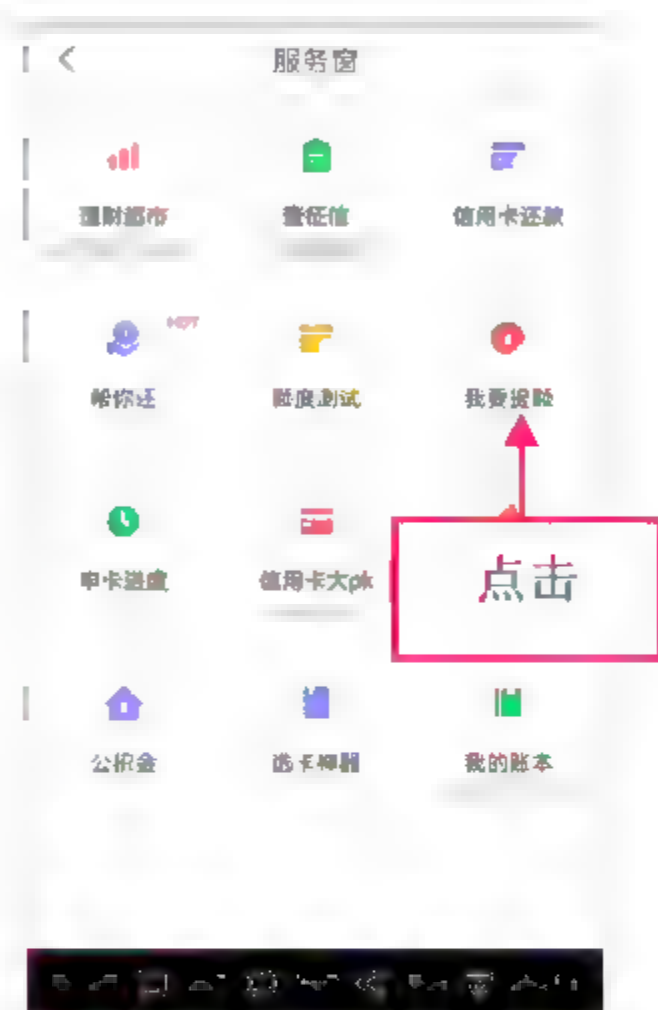 服务窗
理财超市 查征信 信用卡还款
帮你还 额度测试 我要提额
申卡进度 信用卡大pk
点击
公积金 选卡神器 我的账本